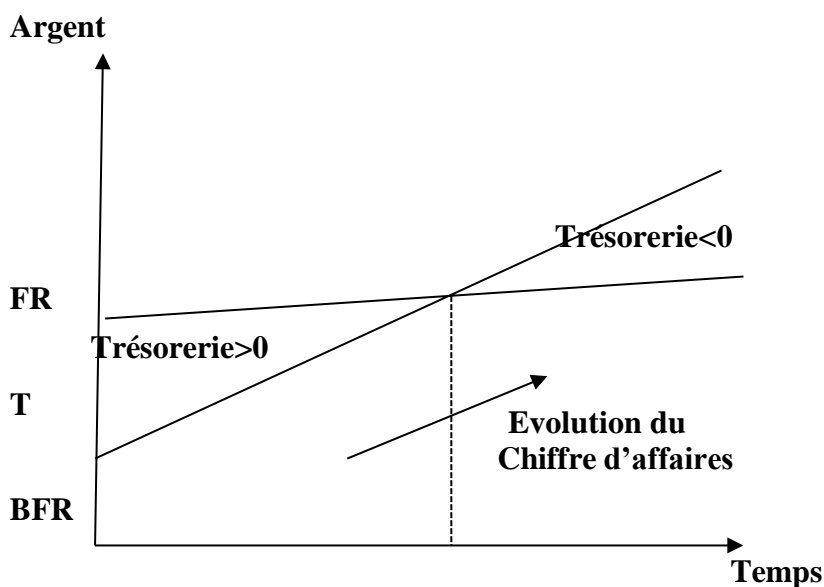 Argent
Trésorerie<0
FR
Trésorerie>0
T
Evolution du
Chiffre d’affaires
BFR
Temps